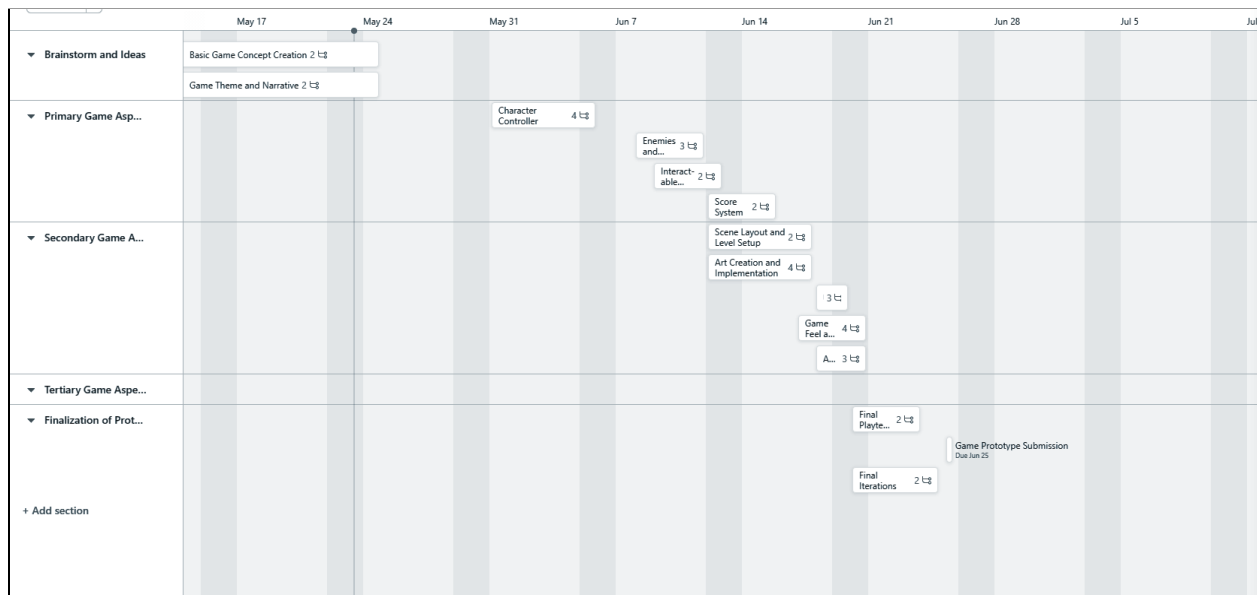 May 17 May 24 May 31 Jun 7 Jun 14 Jun 21 Jun 28 Jul 5 Jul
Brainstorm and Ideas
Basic Game Concept Creation 2
Game Theme and Narrative 2
Primary Game Asp...
Character
Controller 4
Enemies
and... 3
Interact-
able... 2
Score
System 2
Secondary Game A...
Scene Layout and
Level Setup 2
Art Creation and
Implementation 4
3
Game
Feel a... 4
A... 3
Tertiary Game Aspe...
Finalization of Prot...
Final
Playte... 2
Game Prototype Submission
Due Jun 25
Final
Iterations 2
+ Add section